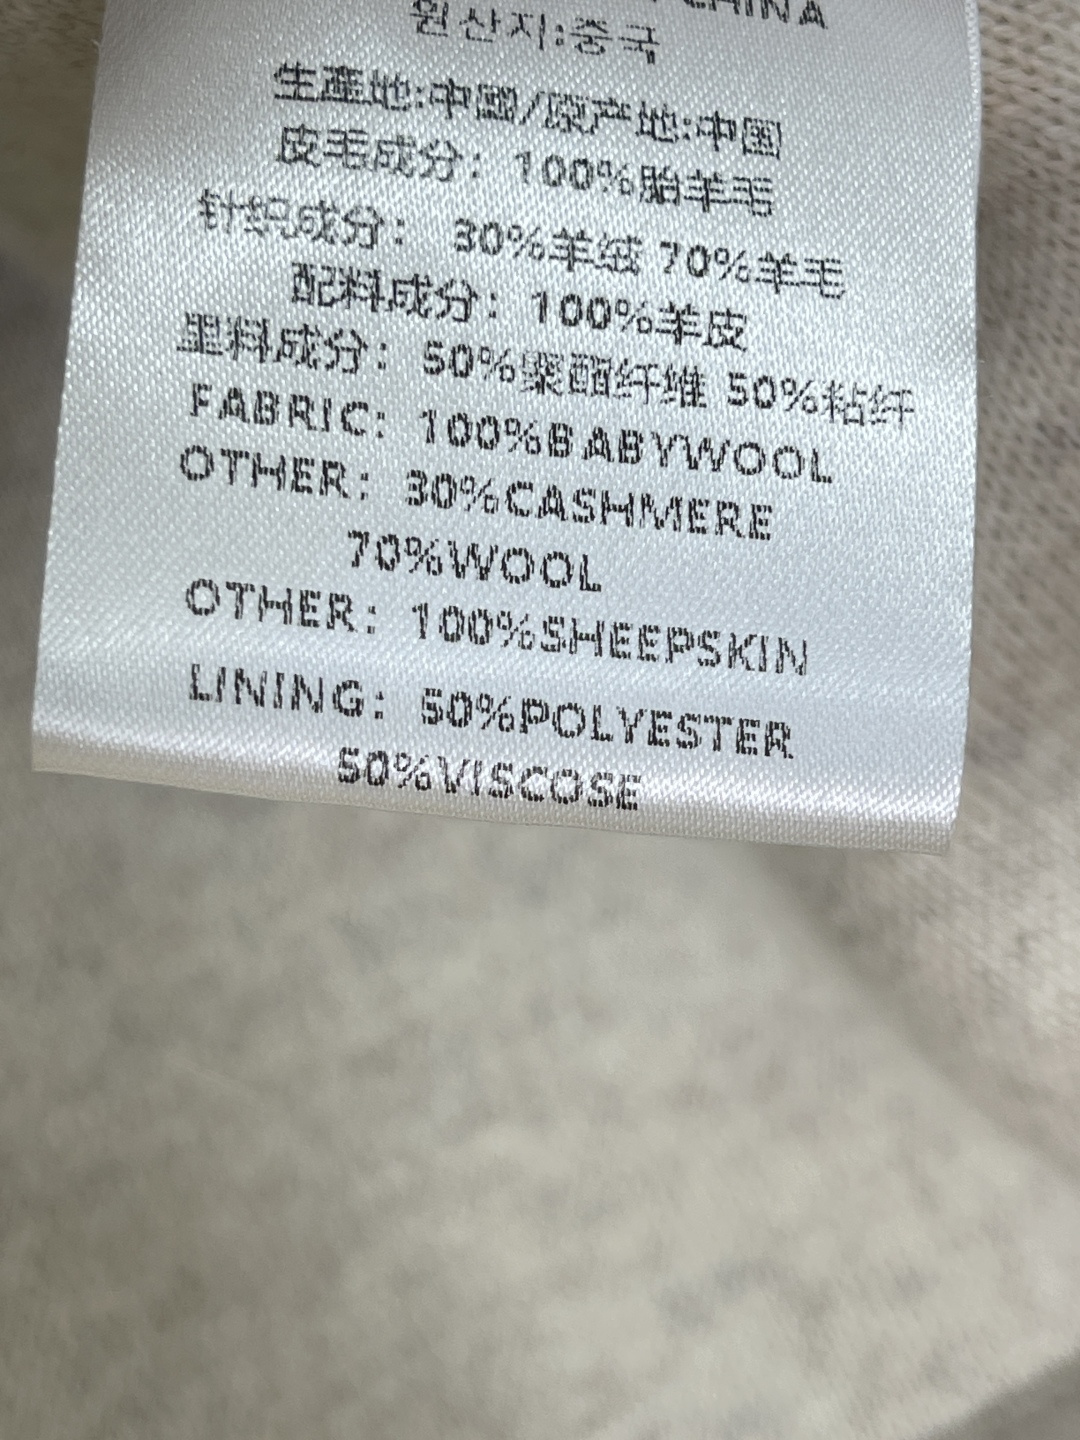 CHINA
원산지:중국
生產地:中國/原产地:中国
皮毛成分：100%胎羊毛
针织成分： 30%羊绒 70%羊毛
配料成分：100%羊皮
里料成分：50%聚酯纤维 50%粘纤
FABRIC: 100%BABYWOOL
OTHER: 30%CASHMERE
70%WOOL
OTHER: 100%SHEEPSKIN
LINING: 50%POLYESTER
50%VISCOSE